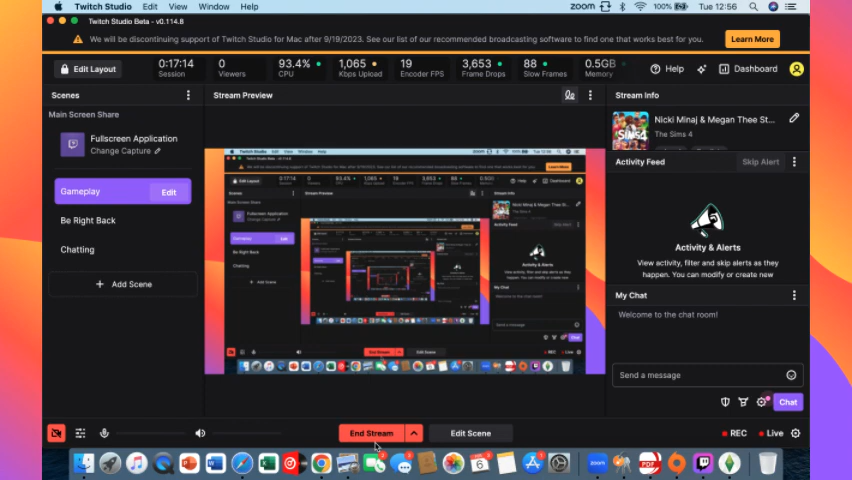 Twitch Studio Edit View Window Help
zoom 100% Tue 12:56
Twitch Studio Beta - v0.114.8
We will be discontinuing support of Twitch Studio for Mac after 9/19/2023. See our list of our recommended broadcasting software to find one that works best for you.
Learn More
Edit Layout
0:17:14
Session
0
Viewers
93.4%
CPU
1,065
Kbps Upload
19
Encoder FPS
3,653
Frame Drops
88
Slow Frames
0.5GB
Memory
Help
Dashboard
Scenes
Stream Preview
Stream Info
Main Screen Share
Fullscreen Application
Change Capture
Gameplay
Edit
Be Right Back
Chatting
Add Scene
Nicki Minaj & Megan Thee St...
The Sims 4
Activity Feed
Skip Alert
Activity & Alerts
View activity, filter and skip alerts as they
happen. You can modify or create new
My Chat
Welcome to the chat room!
Send a message
Chat
End Stream
Edit Scene
REC
Live